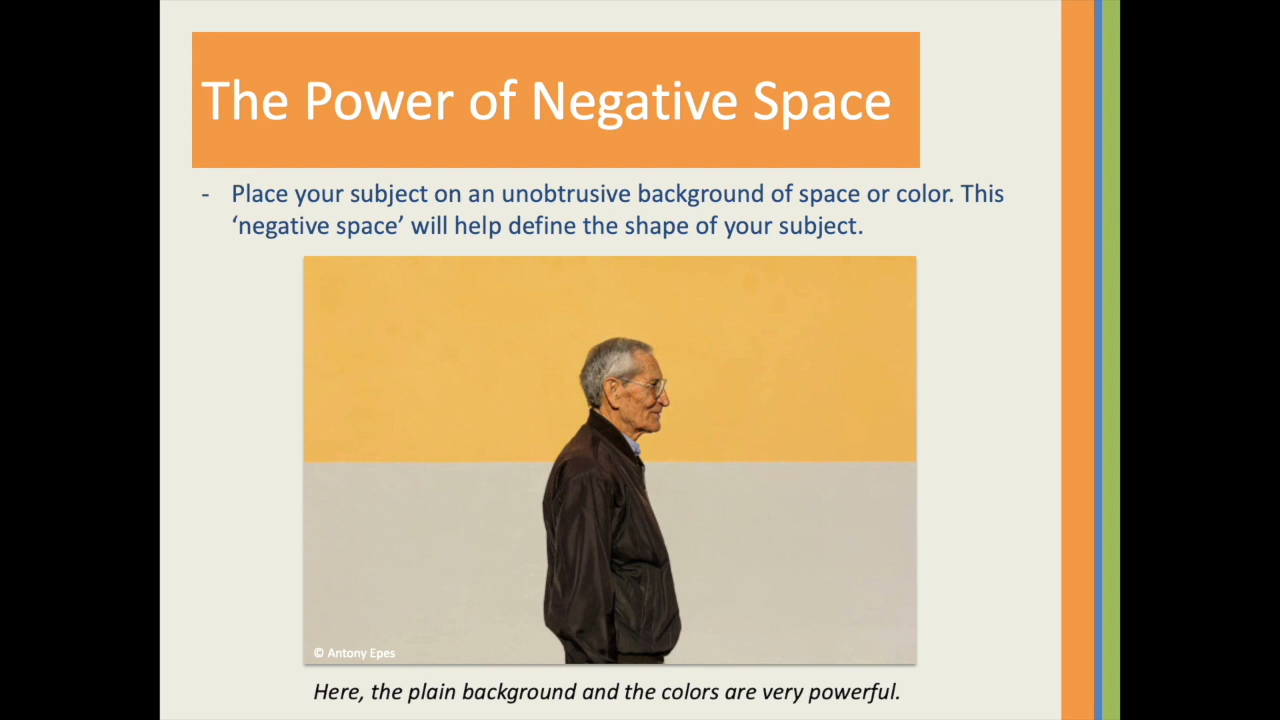 The Power of Negative Space
- Place your subject on an unobtrusive background of space or color. This
‘negative space’ will help define the shape of your subject.
© Antony Epes
Here, the plain background and the colors are very powerful.